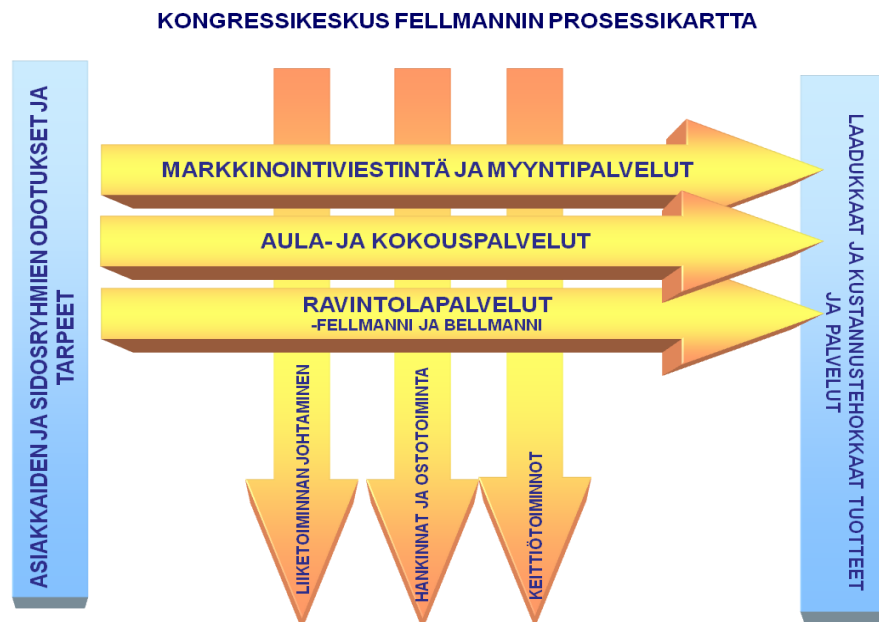 KONGRESSIKESKUS FELLMANNIN PROSESSIKARTTA
ASIAKKAIDEN JA SIDOSRYHMIEN ODOTUKSET JA
TARPEET
MARKKINOINTIVIESTINTÄ JA MYYNTIPALVELUT
AULA- JA KOKOUSPALVELUT
RAVINTOLAPALVELUT
-FELLMANNI JA BELLMANNI
LIIKETOIMINNAN JOHTAMINEN
HANKINNAT JA OSTOTOIMINTA
KEITTIÖTOIMINNOT
LAADUKKAAT JA KUSTANNUSTEHOKKAAT TUOTTEET
JA PALVELUT